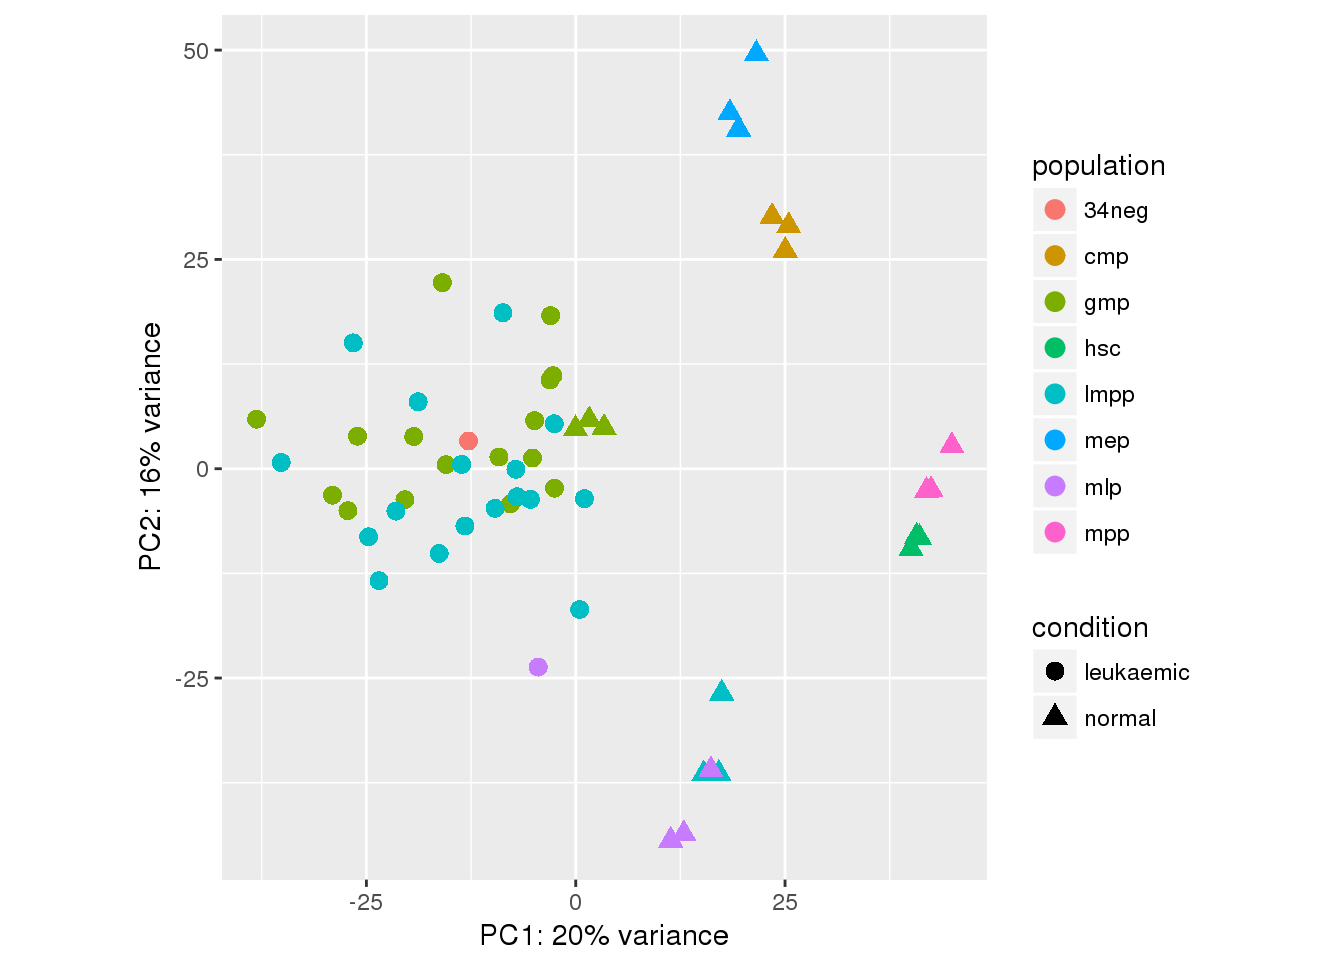 50
25
0
-25
PC2: 16% variance
-25
0
25
PC1: 20% variance
population
34neg
cmp
gmp
hsc
lmpp
mep
mlp
mpp
condition
leukaemic
normal